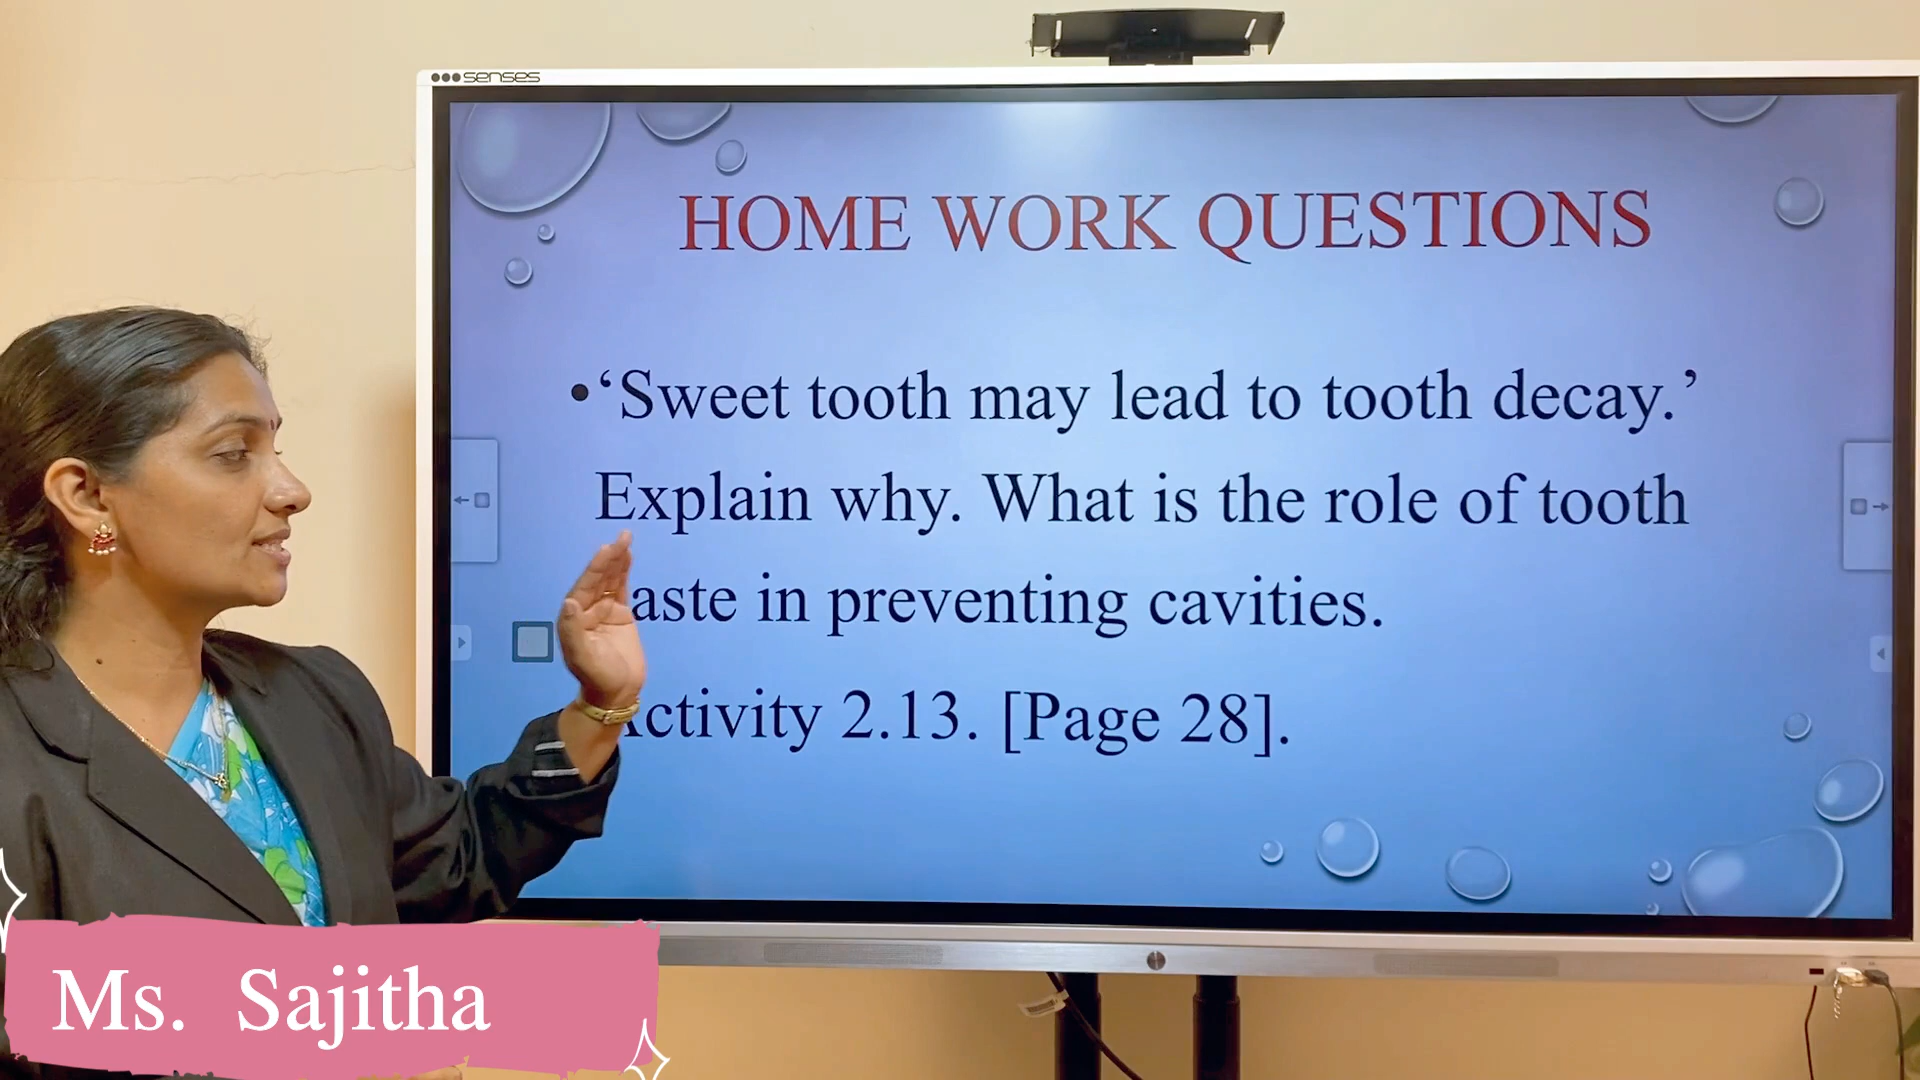 senses
HOME WORK QUESTIONS
•‘Sweet tooth may lead to tooth decay.’
Explain why. What is the role of tooth
aste in preventing cavities.
ctivity 2.13. [Page 28].
Ms. Sajitha